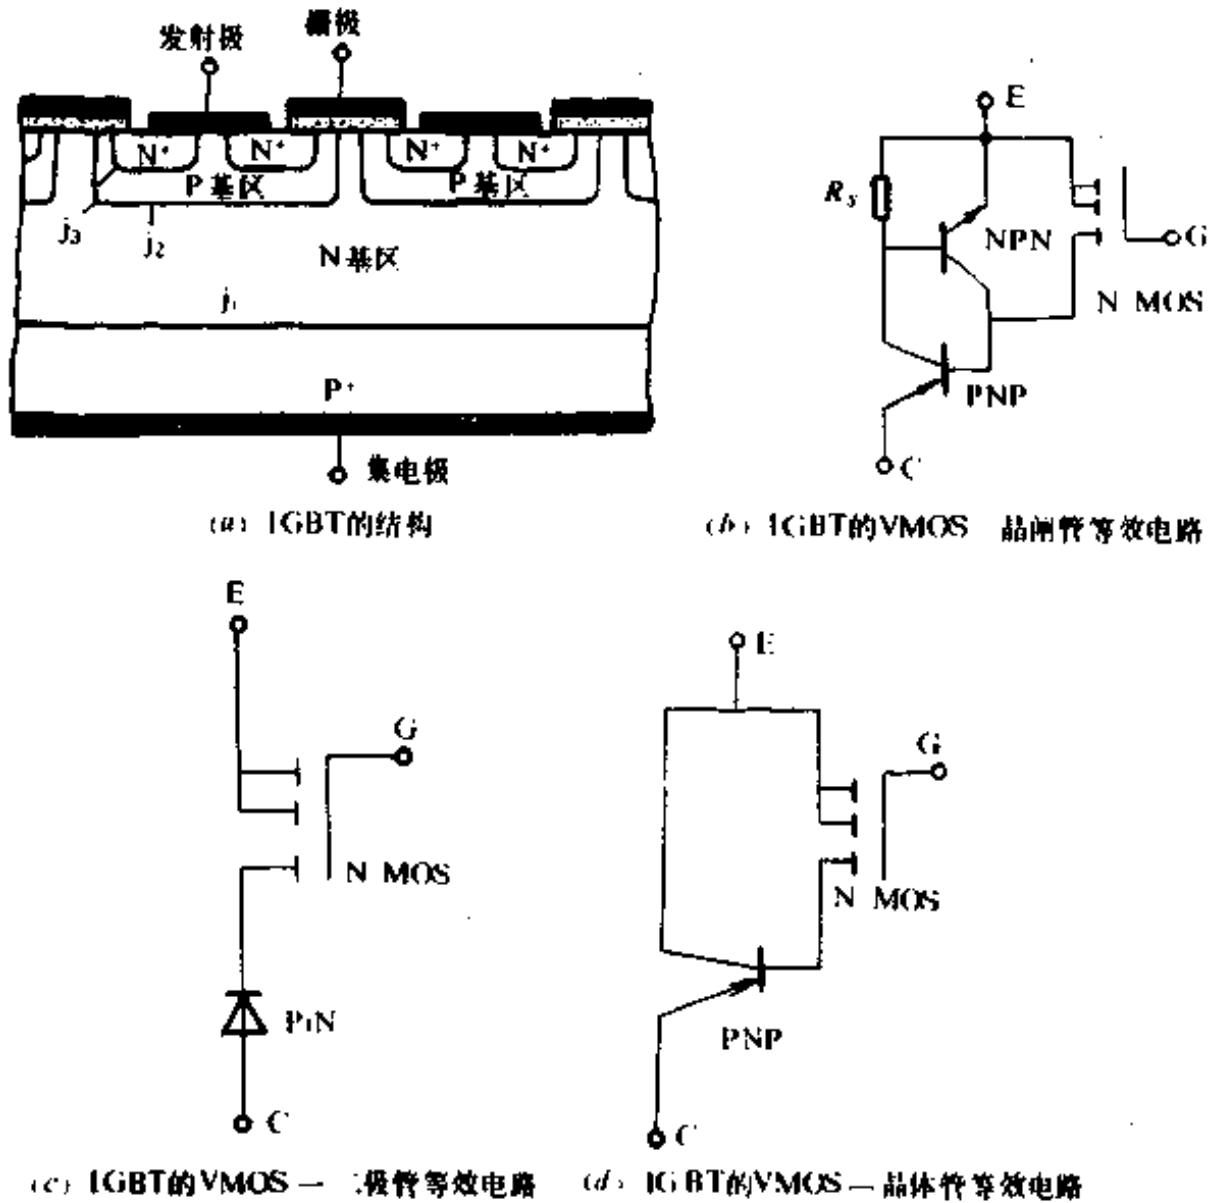 发射极 栅极
N⁺ N⁺ N⁺ N⁺
P基区 P基区
j₃ j₂
N基区
j₁
P⁺
集电极
(a) IGBT的结构
E
Rs
NPN
G
N MOS
PNP
C
(b) IGBT的VMOS 晶闸管等效电路
E
G
N MOS
PiN
C
(c) IGBT的VMOS — 二极管等效电路
E
G
N MOS
PNP
C
(d) IGBT的VMOS — 晶体管等效电路